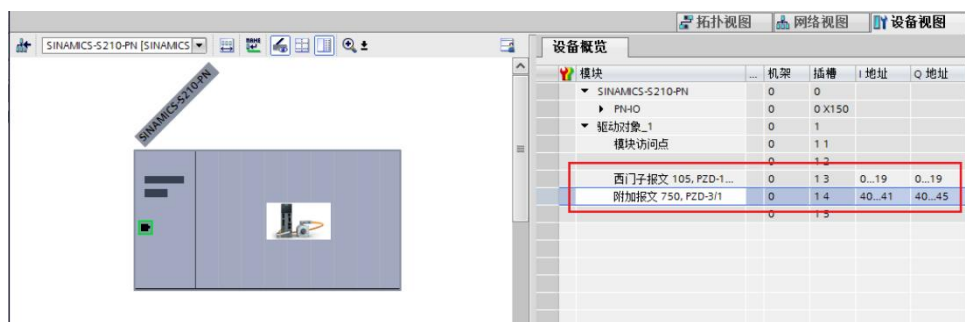 拓扑视图 网络视图 设备视图
SINAMICS-S210-PN [SINAMICS
设备概览
模块 ... 机架 插槽 I 地址 Q 地址
SINAMICS-S210-PN 0 0
PN-IO 0 0 X150
驱动对象_1 0 1
模块访问点 0 1 1
0 1 2
西门子报文 105, PZD-1... 0 1 3 0...19 0...19
附加报文 750, PZD-3/1 0 1 4 40...41 40...45
0 1 5
SINAMICS-S210-PN